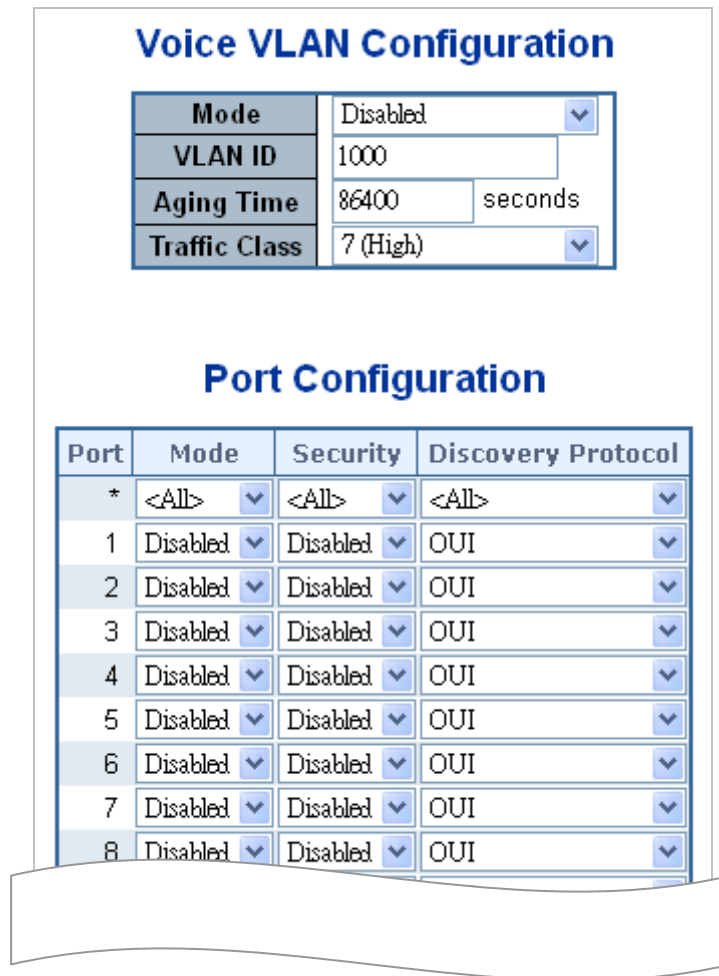 Voice VLAN Configuration
Mode Disabled
VLAN ID 1000
Aging Time 86400 seconds
Traffic Class 7 (High)
Port Configuration
Port Mode Security Discovery Protocol
* <All> <All> <All>
1 Disabled Disabled OUI
2 Disabled Disabled OUI
3 Disabled Disabled OUI
4 Disabled Disabled OUI
5 Disabled Disabled OUI
6 Disabled Disabled OUI
7 Disabled Disabled OUI
8 Disabled Disabled OUI